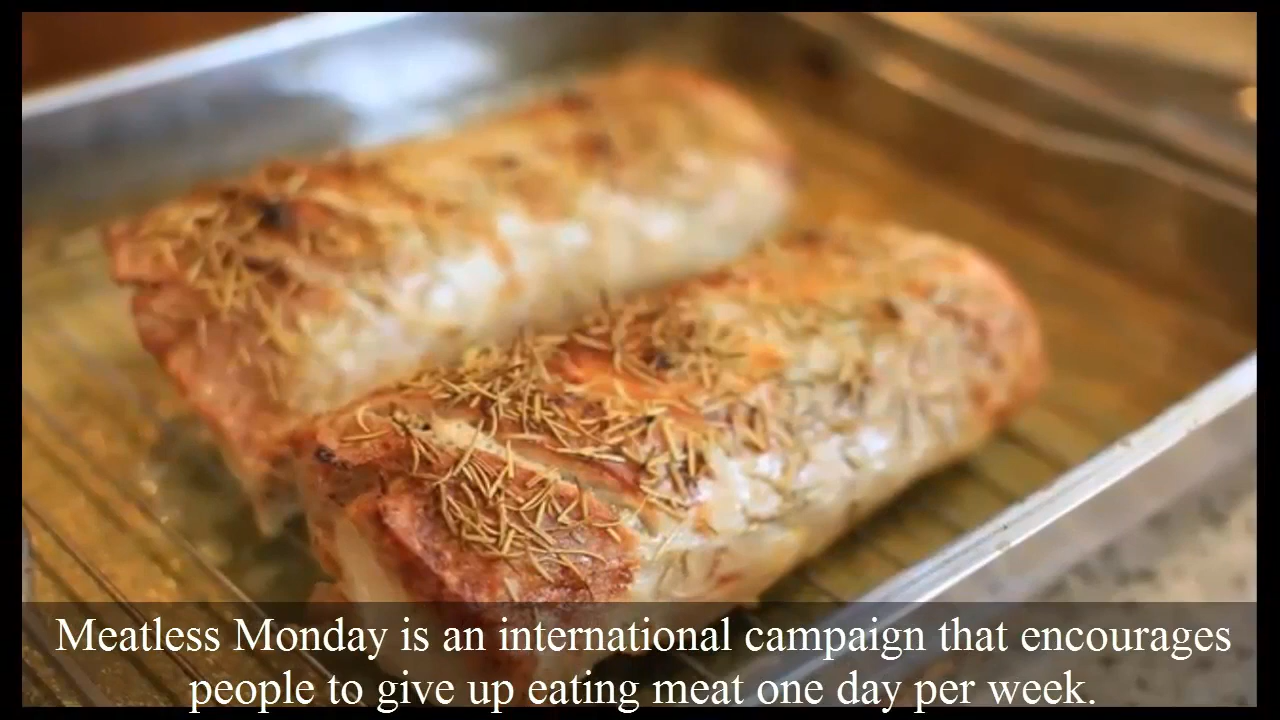 Meatless Monday is an international campaign that encourages
people to give up eating meat one day per week.